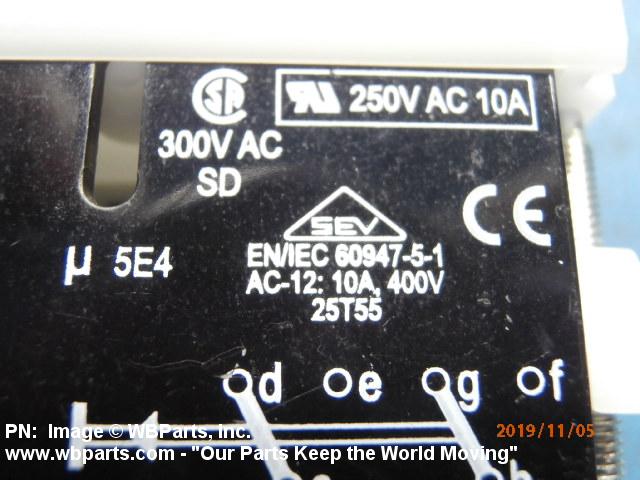 250V AC 10A
300V AC
SD
SEV
EN/IEC 60947-5-1
AC-12: 10A, 400V
25T55
µ 5E4
CE
d e g f
PN: Image © WBParts, Inc.
2019/11/05
www.wbparts.com - "Our Parts Keep the World Moving"